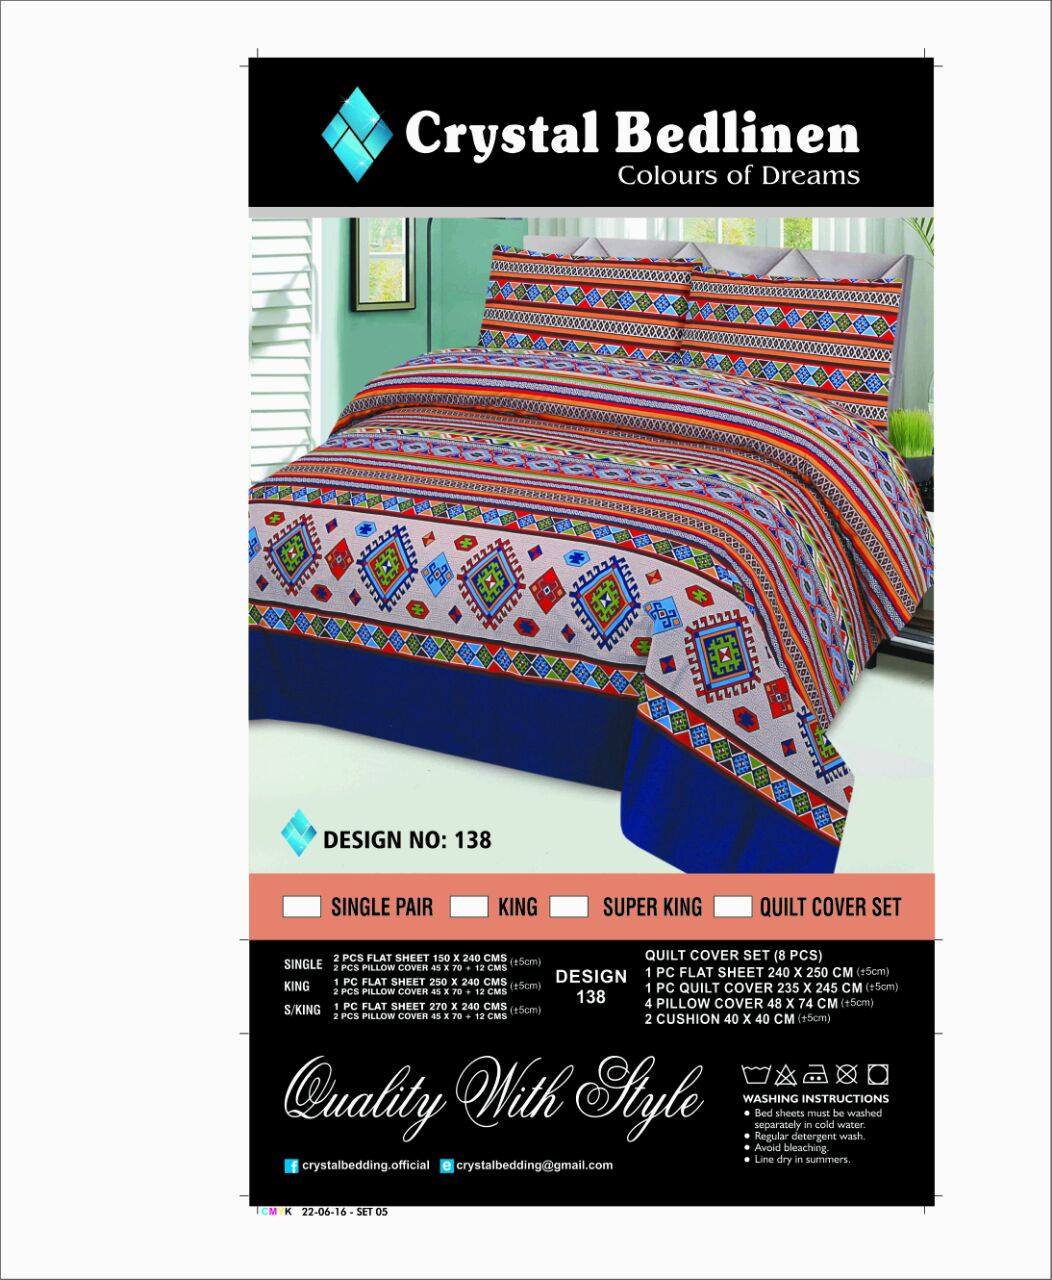 Crystal Bedlinen
Colours of Dreams
DESIGN NO: 138
SINGLE PAIR
KING
SUPER KING
QUILT COVER SET
SINGLE
2 PCS FLAT SHEET 150 X 240 CMS (±5cm)
2 PCS PILLOW COVER 45 X 70 + 12 CMS
KING
1 PC FLAT SHEET 250 X 240 CMS (±5cm)
2 PCS PILLOW COVER 45 X 70 + 12 CMS
S/KING
1 PC FLAT SHEET 270 X 240 CMS (±5cm)
2 PCS PILLOW COVER 45 X 70 + 12 CMS
DESIGN
138
QUILT COVER SET (8 PCS)
1 PC FLAT SHEET 240 X 250 CM (±5cm)
1 PC QUILT COVER 235 X 245 CM (±5cm)
4 PILLOW COVER 48 X 74 CM (±5cm)
2 CUSHION 40 X 40 CM (±5cm)
Quality With Style
WASHING INSTRUCTIONS
• Bed sheets must be washed
separately in cold water.
• Regular detergent wash.
• Avoid bleaching.
• Line dry in summers.
f crystalbedding.official
e crystalbedding@gmail.com
CMYK 22-06-16 - SET 05